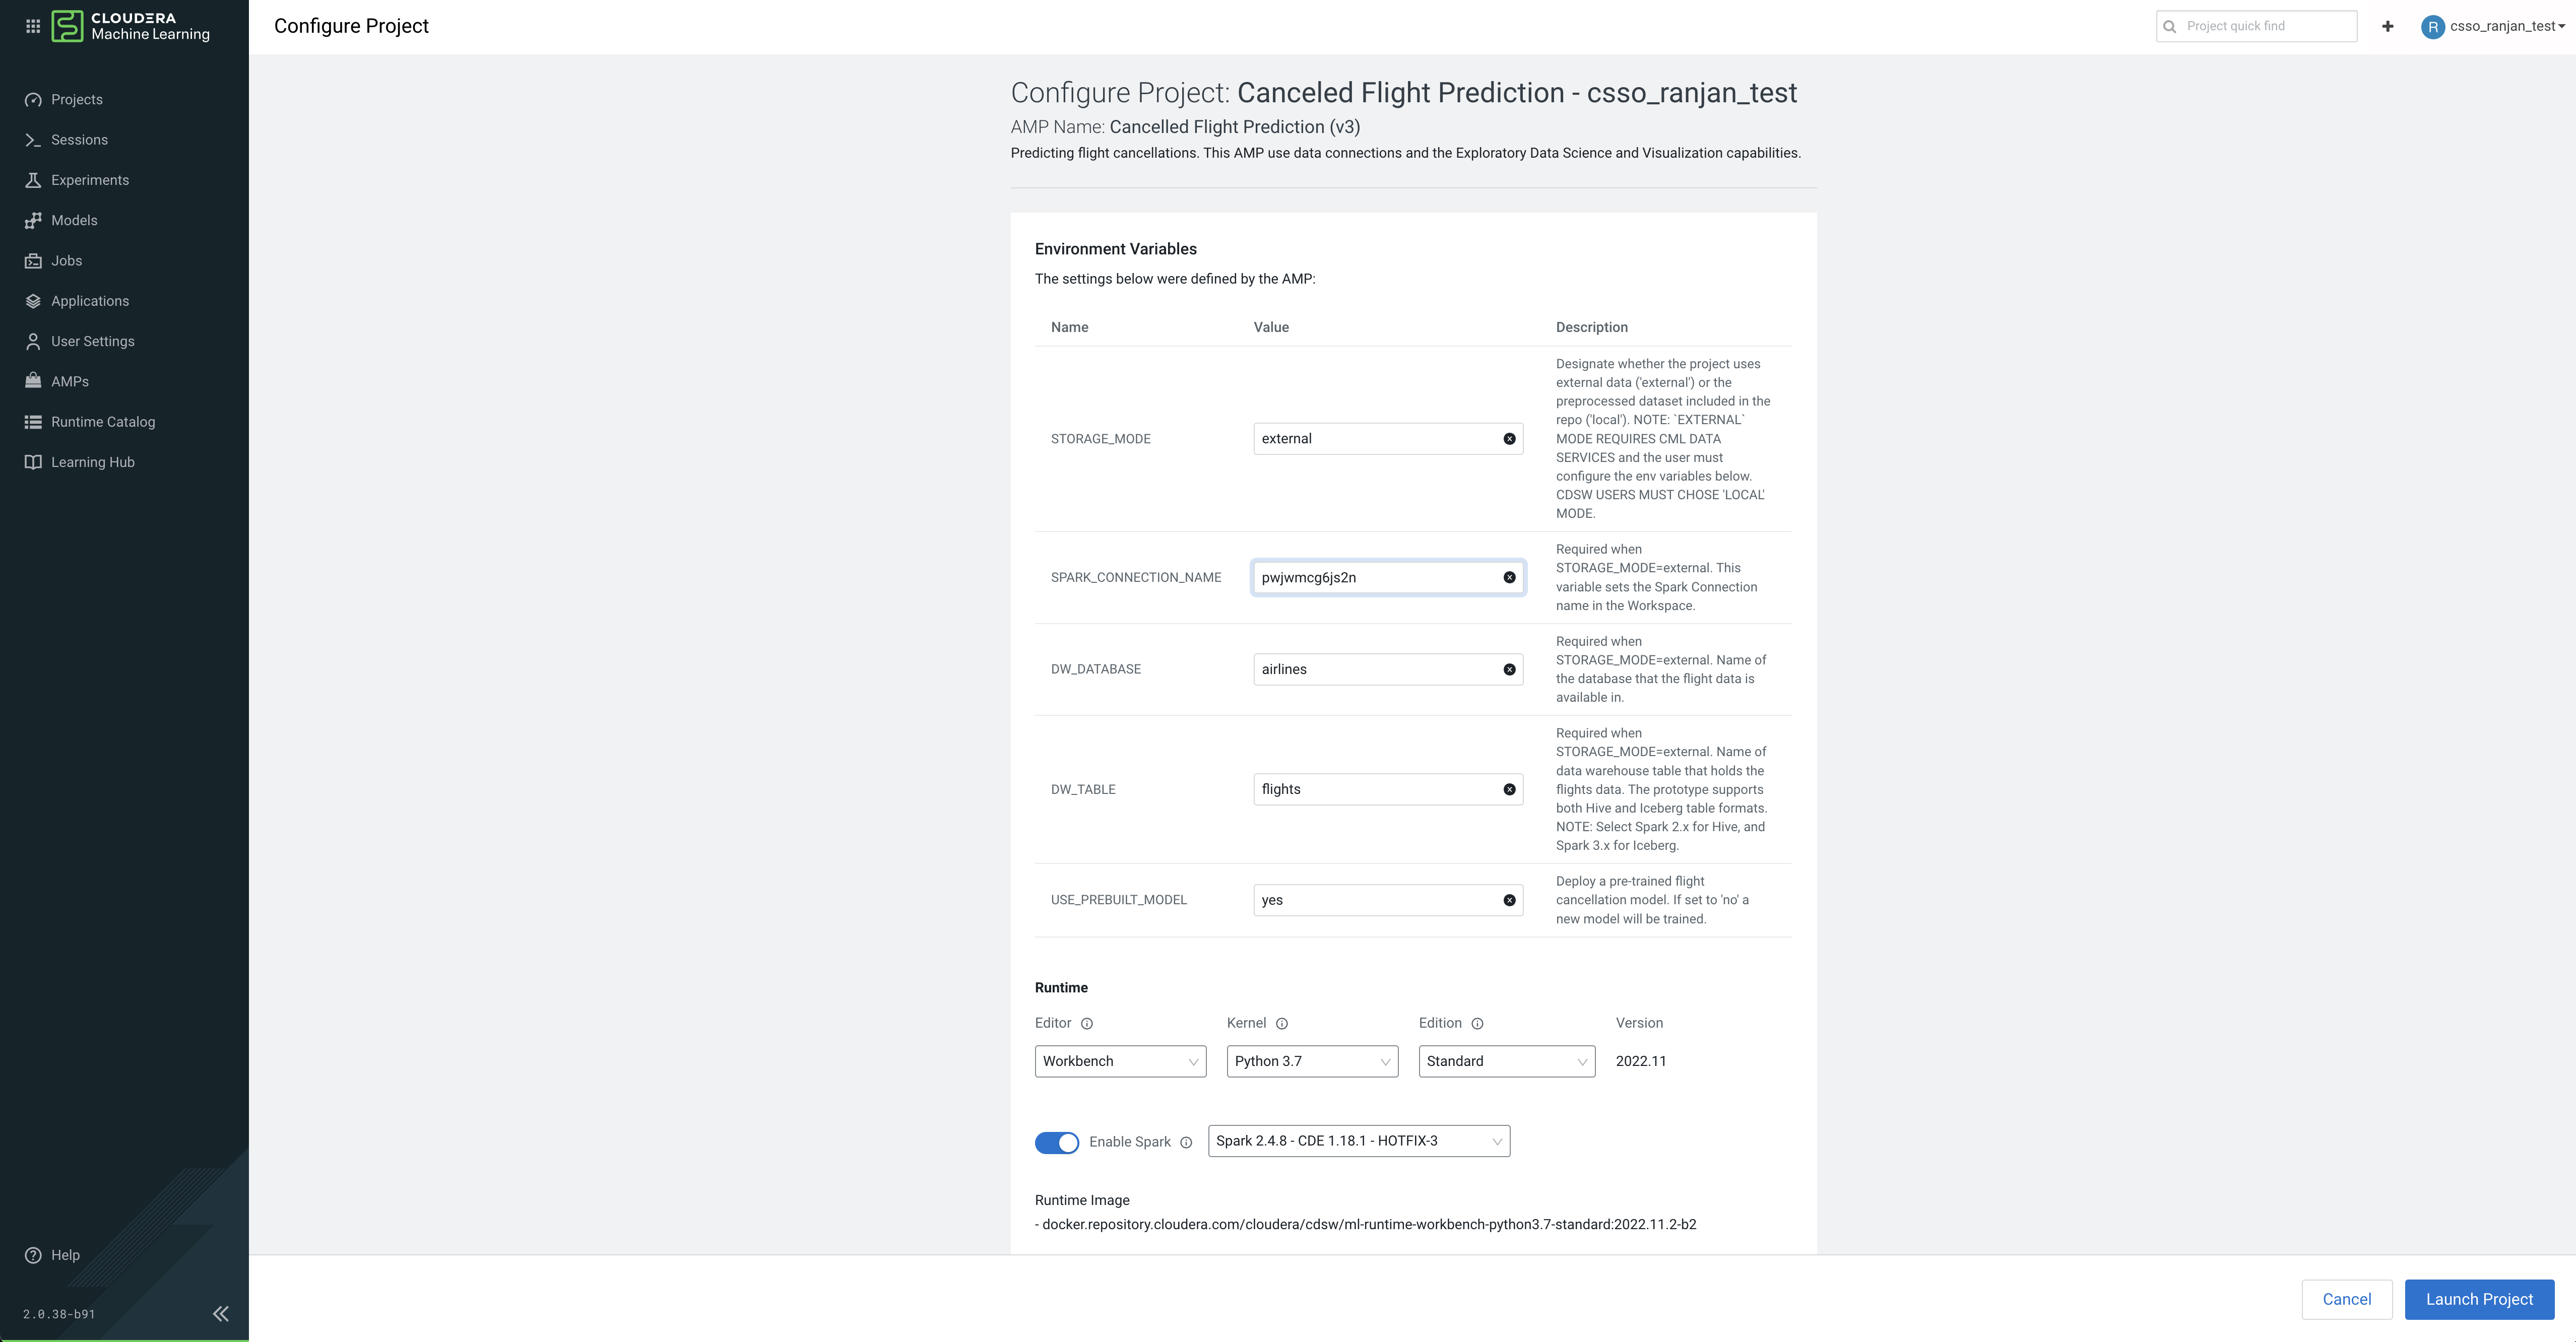 CLOUDERA
Machine Learning
Configure Project
Project quick find
R csso_ranjan_test
Projects
Sessions
Experiments
Models
Jobs
Applications
User Settings
AMPs
Runtime Catalog
Learning Hub
Help
2.0.38-b91
Configure Project: Canceled Flight Prediction - csso_ranjan_test
AMP Name: Cancelled Flight Prediction (v3)
Predicting flight cancellations. This AMP use data connections and the Exploratory Data Science and Visualization capabilities.
Environment Variables
The settings below were defined by the AMP:
Name Value Description
STORAGE_MODE external
Designate whether the project uses
external data ('external') or the
preprocessed dataset included in the
repo ('local'). NOTE: `EXTERNAL`
MODE REQUIRES CML DATA
SERVICES and the user must
configure the env variables below.
CDSW USERS MUST CHOSE 'LOCAL'
MODE.
SPARK_CONNECTION_NAME pwjwmcg6js2n
Required when
STORAGE_MODE=external. This
variable sets the Spark Connection
name in the Workspace.
DW_DATABASE airlines
Required when
STORAGE_MODE=external. Name of
the database that the flight data is
available in.
DW_TABLE flights
Required when
STORAGE_MODE=external. Name of
data warehouse table that holds the
flights data. The prototype supports
both Hive and Iceberg table formats.
NOTE: Select Spark 2.x for Hive, and
Spark 3.x for Iceberg.
USE_PREBUILT_MODEL yes
Deploy a pre-trained flight
cancellation model. If set to 'no' a
new model will be trained.
Runtime
Editor Kernel Edition Version
Workbench Python 3.7 Standard 2022.11
Enable Spark Spark 2.4.8 - CDE 1.18.1 - HOTFIX-3
Runtime Image
- docker.repository.cloudera.com/cloudera/cdsw/ml-runtime-workbench-python3.7-standard:2022.11.2-b2
Cancel Launch Project